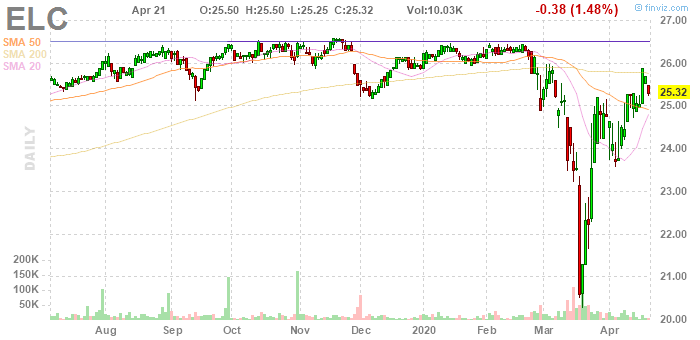 ELC
Apr 21 O:25.50 H:25.50 L:25.25 C:25.32 Vol:10.03K -0.38 (1.48%)
© finviz.com
SMA 50
SMA 200
SMA 20
DAILY
27.00
26.00
25.32
25.00
24.00
23.00
22.00
21.00
20.00
200K
150K
100K
50K
Aug Sep Oct Nov Dec 2020 Feb Mar Apr